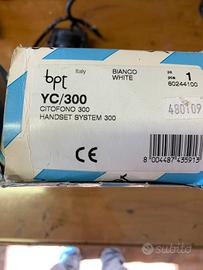 bpt
Italy
BIANCO
WHITE
pz.
pcs.
1
60244100
YC/300
CITOFONO 300
HANDSET SYSTEM 300
480109
CE
8 004487 435913
subito